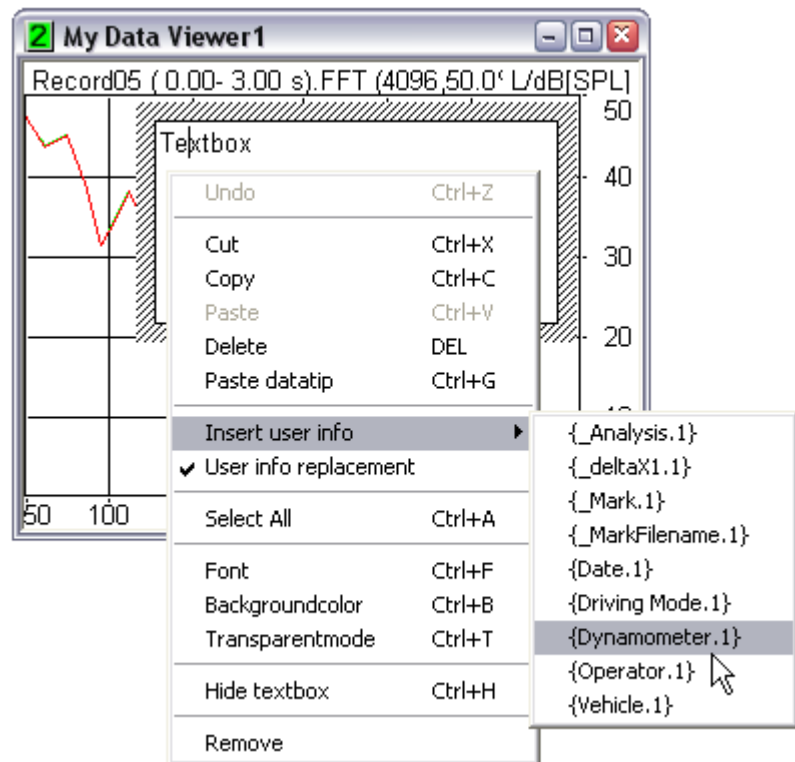 2 My Data Viewer1
Record05 ( 0.00- 3.00 s).FFT (4096,50.0 L/dB[SPL]
50
Textbox
40
30
20
50 100
Undo Ctrl+Z
Cut Ctrl+X
Copy Ctrl+C
Paste Ctrl+V
Delete DEL
Paste datatip Ctrl+G
Insert user info
User info replacement
Select All Ctrl+A
Font Ctrl+F
Backgroundcolor Ctrl+B
Transparentmode Ctrl+T
Hide textbox Ctrl+H
Remove
{_Analysis.1}
{_deltaX1.1}
{_Mark.1}
{_MarkFilename.1}
{Date.1}
{Driving Mode.1}
{Dynamometer.1}
{Operator.1}
{Vehicle.1}